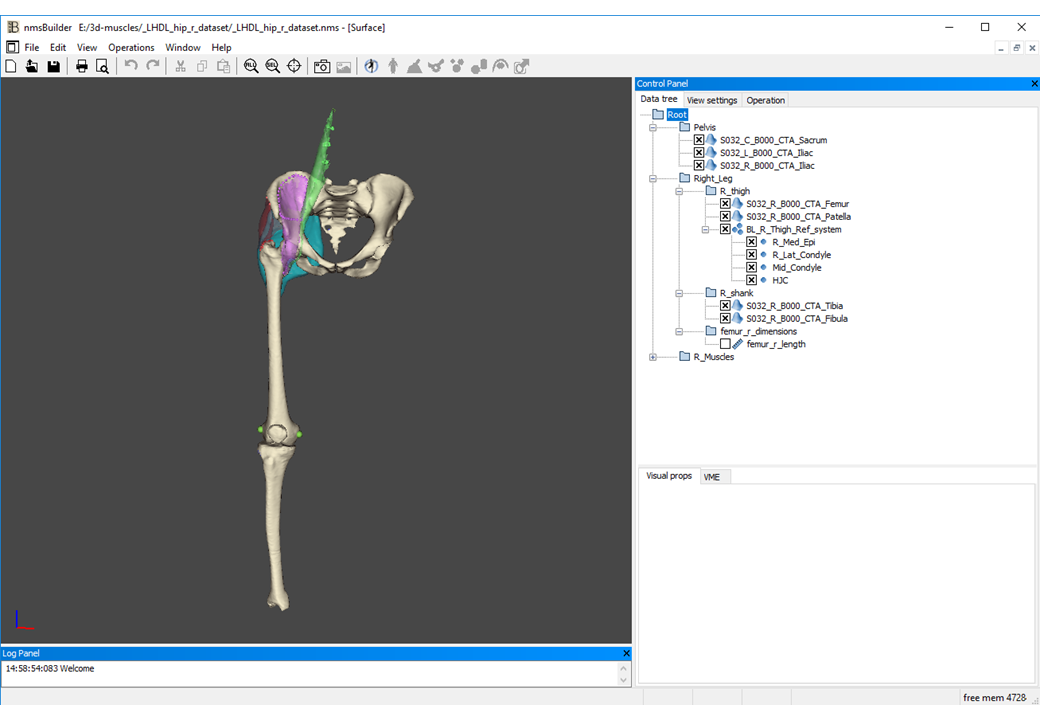 nmsBuilder E:/3d-muscles/_LHDL_hip_r_dataset/_LHDL_hip_r_dataset.nms - [Surface]
File Edit View Operations Window Help
ALL SEL
Control Panel
Data tree View settings Operation
Root
Pelvis
S032_C_B000_CTA_Sacrum
S032_L_B000_CTA_Iliac
S032_R_B000_CTA_Iliac
Right_Leg
R_thigh
S032_R_B000_CTA_Femur
S032_R_B000_CTA_Patella
BL_R_Thigh_Ref_system
R_Med_Epi
R_Lat_Condyle
Mid_Condyle
HJC
R_shank
S032_R_B000_CTA_Tibia
S032_R_B000_CTA_Fibula
femur_r_dimensions
femur_r_length
R_Muscles
Visual props VME
Log Panel
14:58:54:083 Welcome
free mem 4728